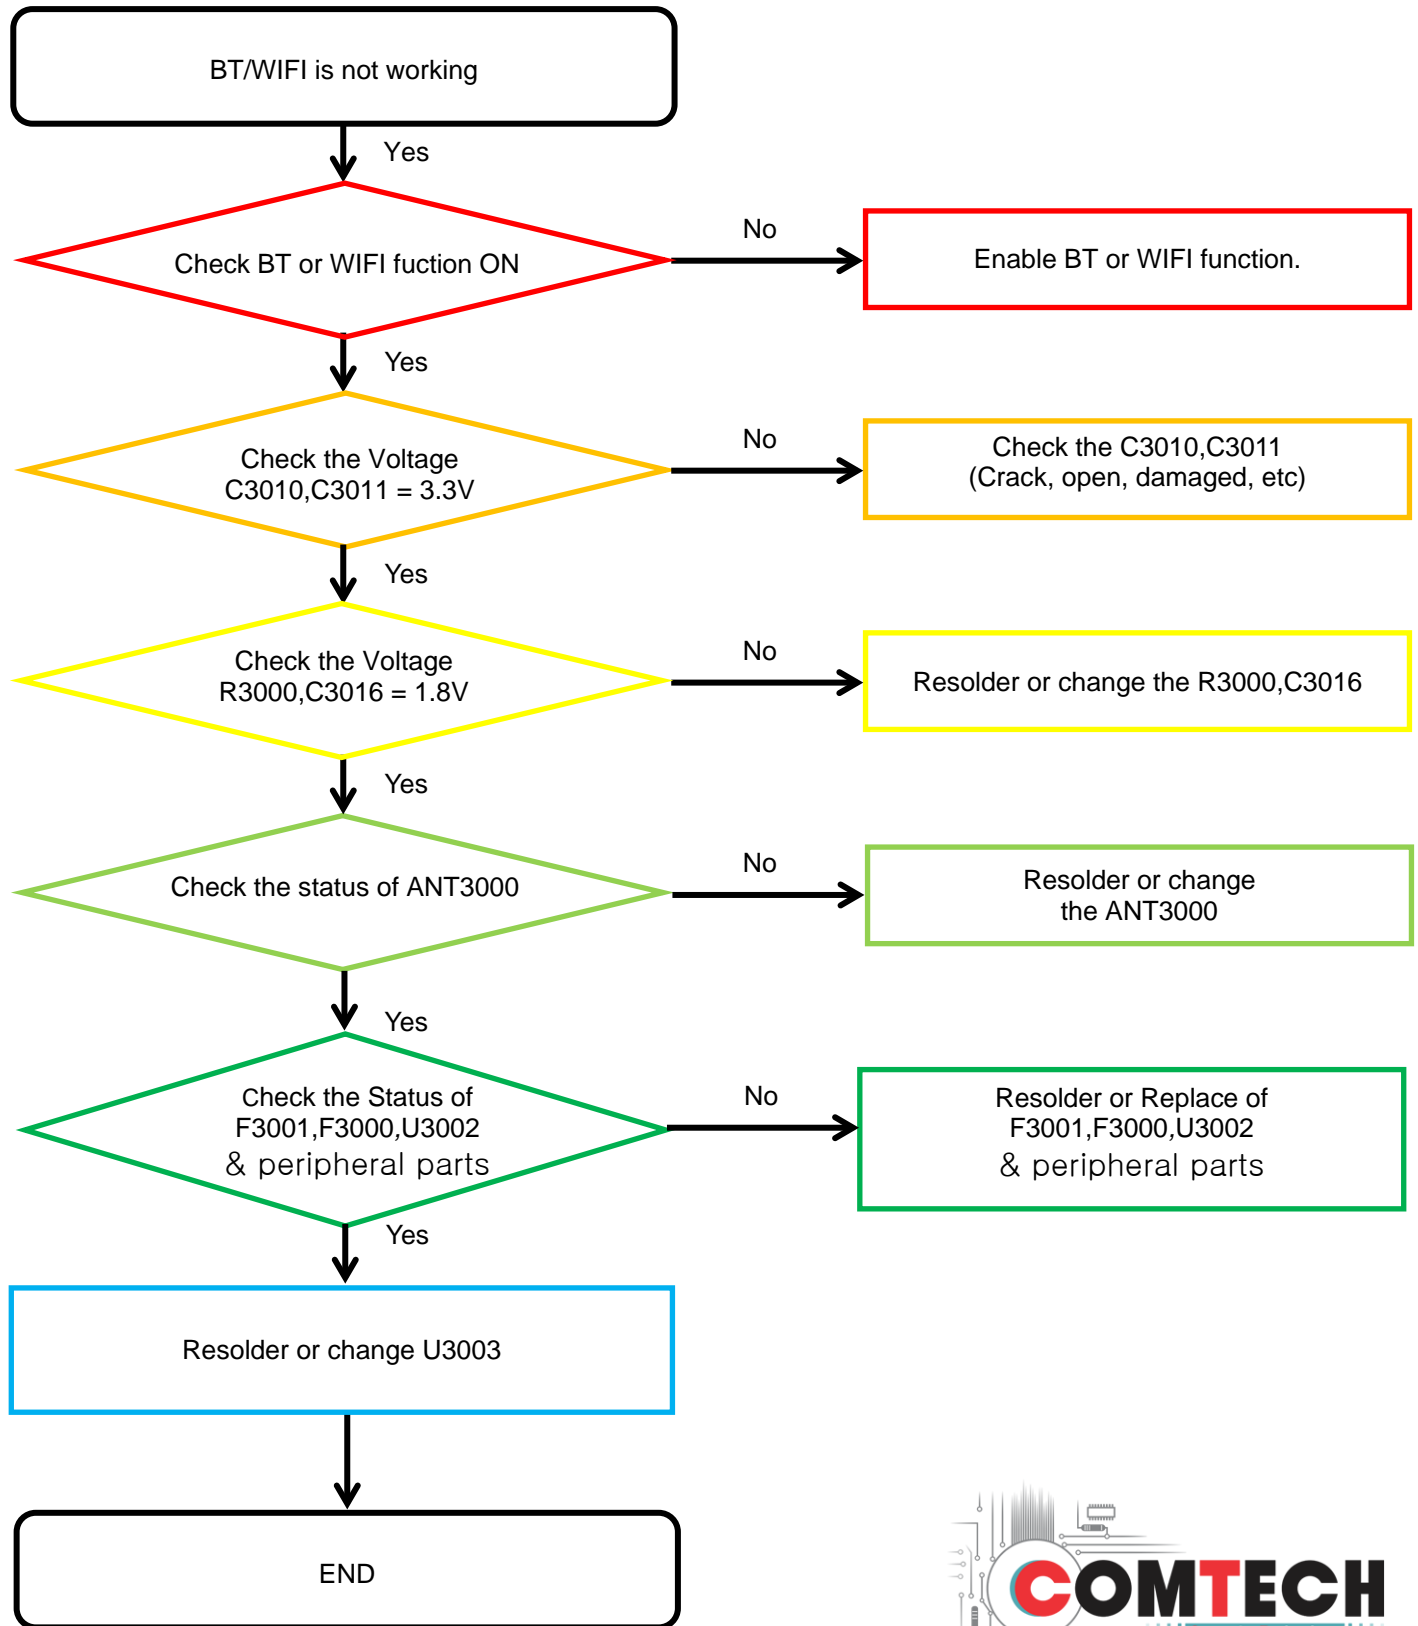 BT/WIFI is not working
Yes
Check BT or WIFI fuction ON
No
Enable BT or WIFI function.
Yes
Check the Voltage
C3010,C3011 = 3.3V
No
Check the C3010,C3011
(Crack, open, damaged, etc)
Yes
Check the Voltage
R3000,C3016 = 1.8V
No
Resolder or change the R3000,C3016
Yes
Check the status of ANT3000
No
Resolder or change
the ANT3000
Yes
Check the Status of
F3001,F3000,U3002
& peripheral parts
No
Resolder or Replace of
F3001,F3000,U3002
& peripheral parts
Yes
Resolder or change U3003
END
COMTECH